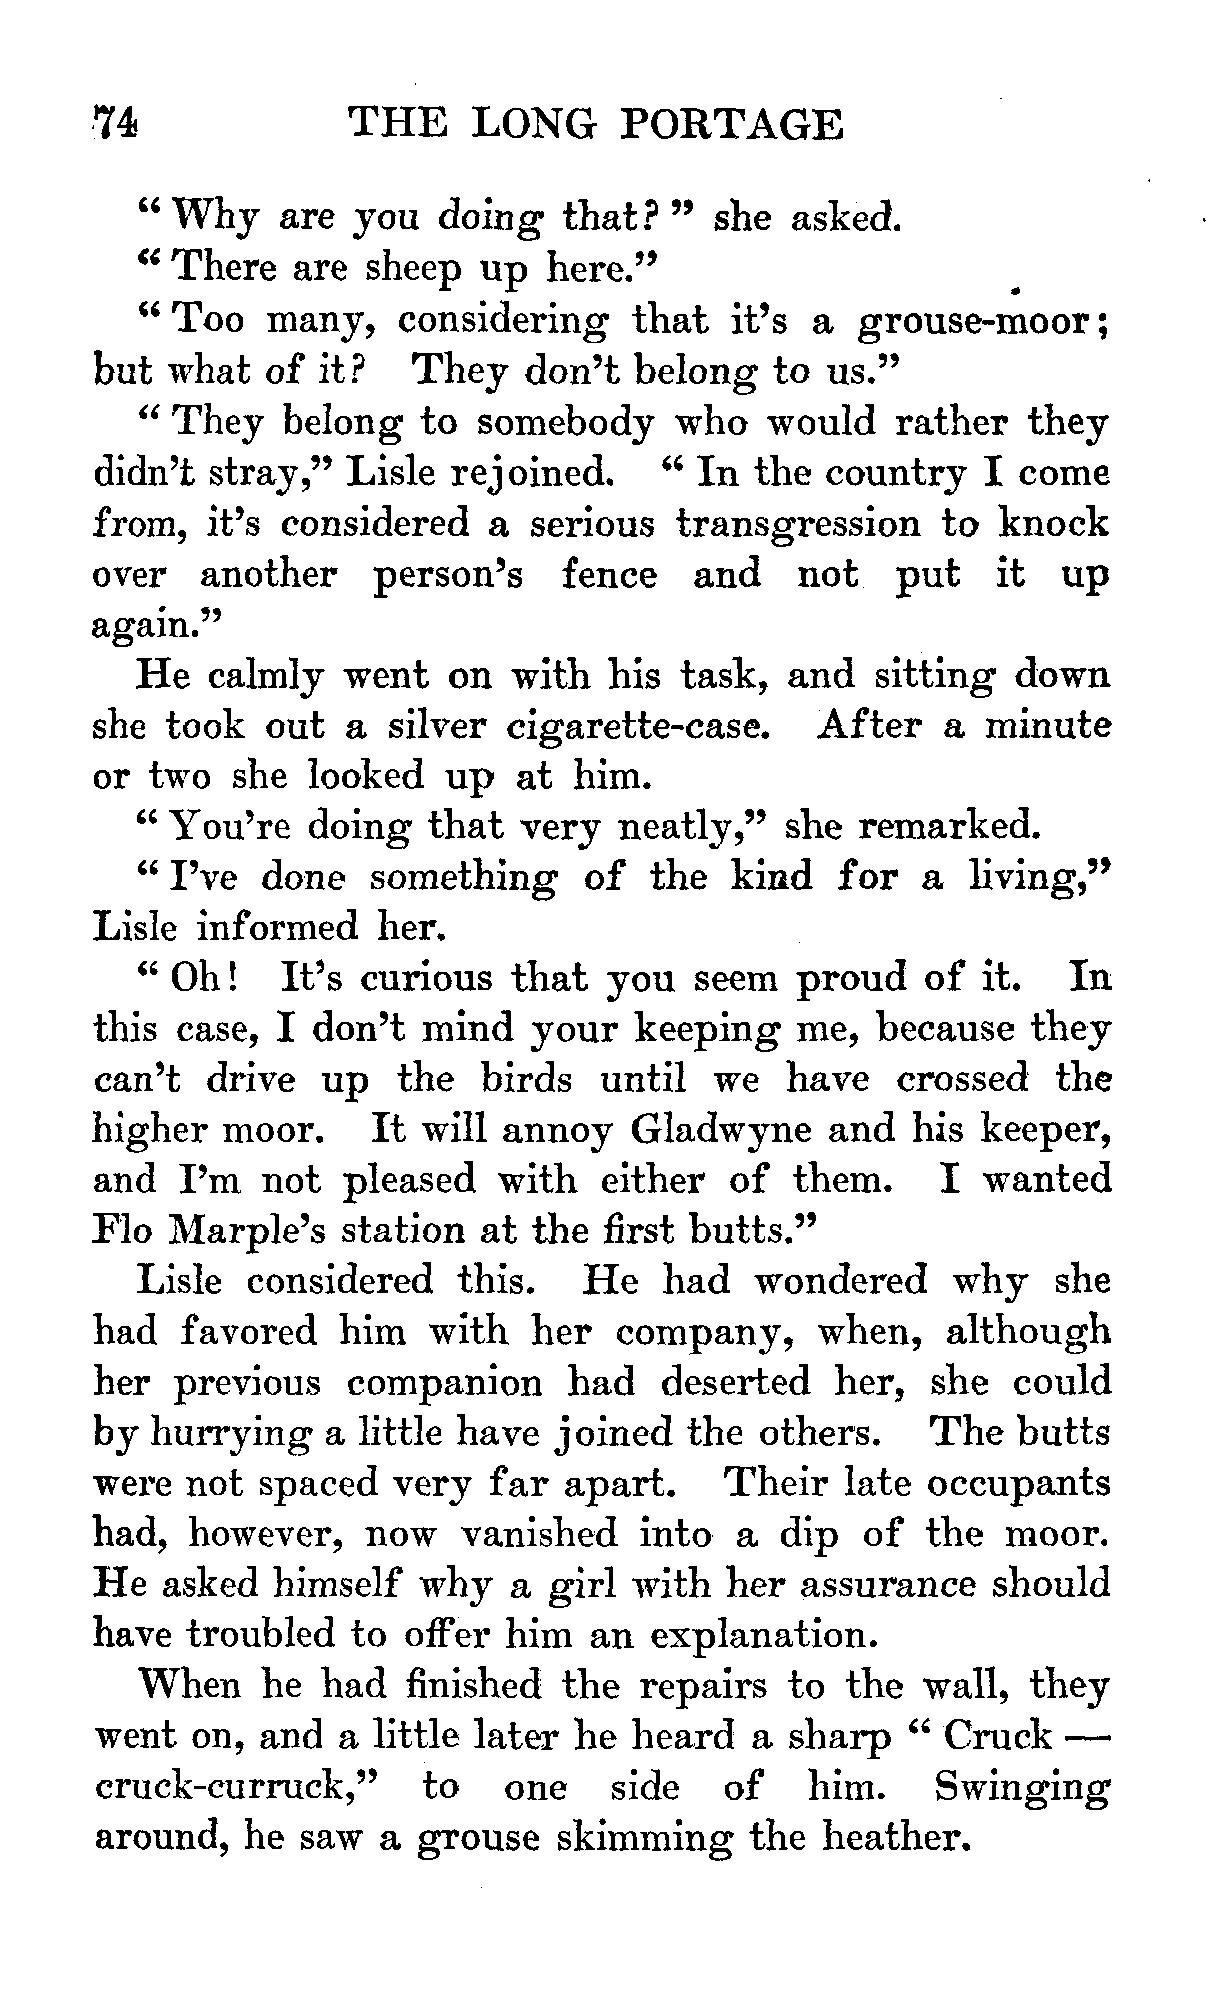 74 THE LONG PORTAGE
“Why are you doing that?” she asked.
“There are sheep up here.”
“Too many, considering that it's a grouse-moor;
but what of it? They don't belong to us.”
“They belong to somebody who would rather they
didn't stray,” Lisle rejoined. “In the country I come
from, it's considered a serious transgression to knock
over another person's fence and not put it up
again.”
He calmly went on with his task, and sitting down
she took out a silver cigarette-case. After a minute
or two she looked up at him.
“You're doing that very neatly,” she remarked.
“I've done something of the kind for a living,”
Lisle informed her.
“Oh! It's curious that you seem proud of it. In
this case, I don't mind your keeping me, because they
can't drive up the birds until we have crossed the
higher moor. It will annoy Gladwyne and his keeper,
and I'm not pleased with either of them. I wanted
Flo Marple's station at the first butts.”
Lisle considered this. He had wondered why she
had favored him with her company, when, although
her previous companion had deserted her, she could
by hurrying a little have joined the others. The butts
were not spaced very far apart. Their late occupants
had, however, now vanished into a dip of the moor.
He asked himself why a girl with her assurance should
have troubled to offer him an explanation.
When he had finished the repairs to the wall, they
went on, and a little later he heard a sharp “Cruck —
cruck-curruck,” to one side of him. Swinging
around, he saw a grouse skimming the heather.